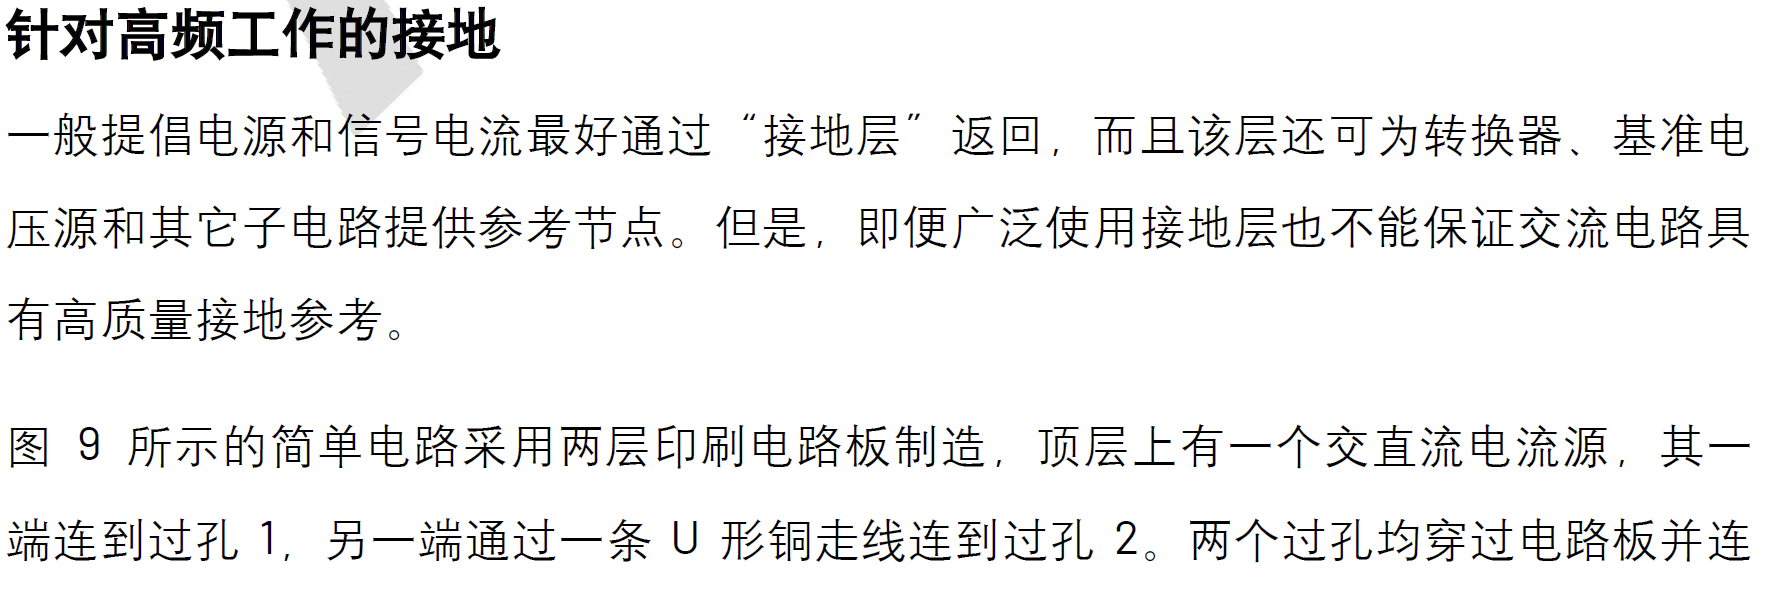 针对高频工作的接地
一般提倡电源和信号电流最好通过“接地层”返回，而且该层还可为转换器、基准电
压源和其它子电路提供参考节点。但是，即便广泛使用接地层也不能保证交流电路具
有高质量接地参考。
图 9 所示的简单电路采用两层印刷电路板制造，顶层上有一个交直流电流源，其一
端连到过孔 1，另一端通过一条 U 形铜走线连到过孔 2。两个过孔均穿过电路板并连